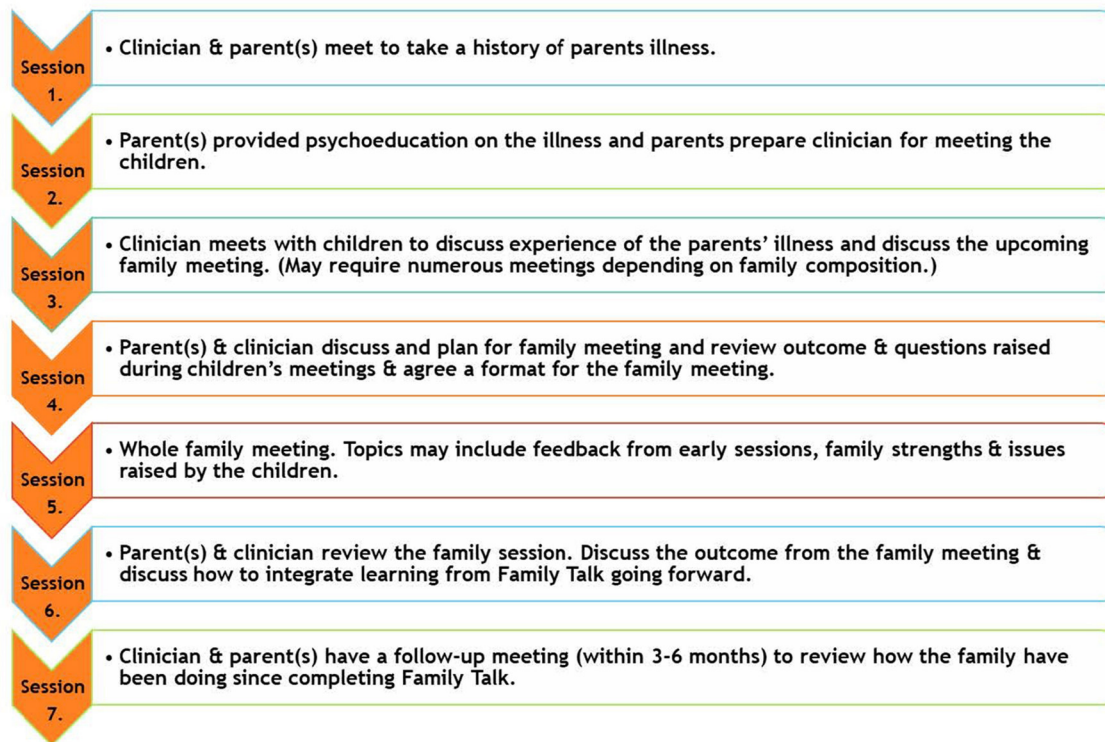 Session
1.
• Clinician & parent(s) meet to take a history of parents illness.
Session
2.
• Parent(s) provided psychoeducation on the illness and parents prepare clinician for meeting the
children.
Session
3.
• Clinician meets with children to discuss experience of the parents’ illness and discuss the upcoming
family meeting. (May require numerous meetings depending on family composition.)
Session
4.
• Parent(s) & clinician discuss and plan for family meeting and review outcome & questions raised
during children’s meetings & agree a format for the family meeting.
Session
5.
• Whole family meeting. Topics may include feedback from early sessions, family strengths & issues
raised by the children.
Session
6.
• Parent(s) & clinician review the family session. Discuss the outcome from the family meeting &
discuss how to integrate learning from Family Talk going forward.
Session
7.
• Clinician & parent(s) have a follow-up meeting (within 3-6 months) to review how the family have
been doing since completing Family Talk.